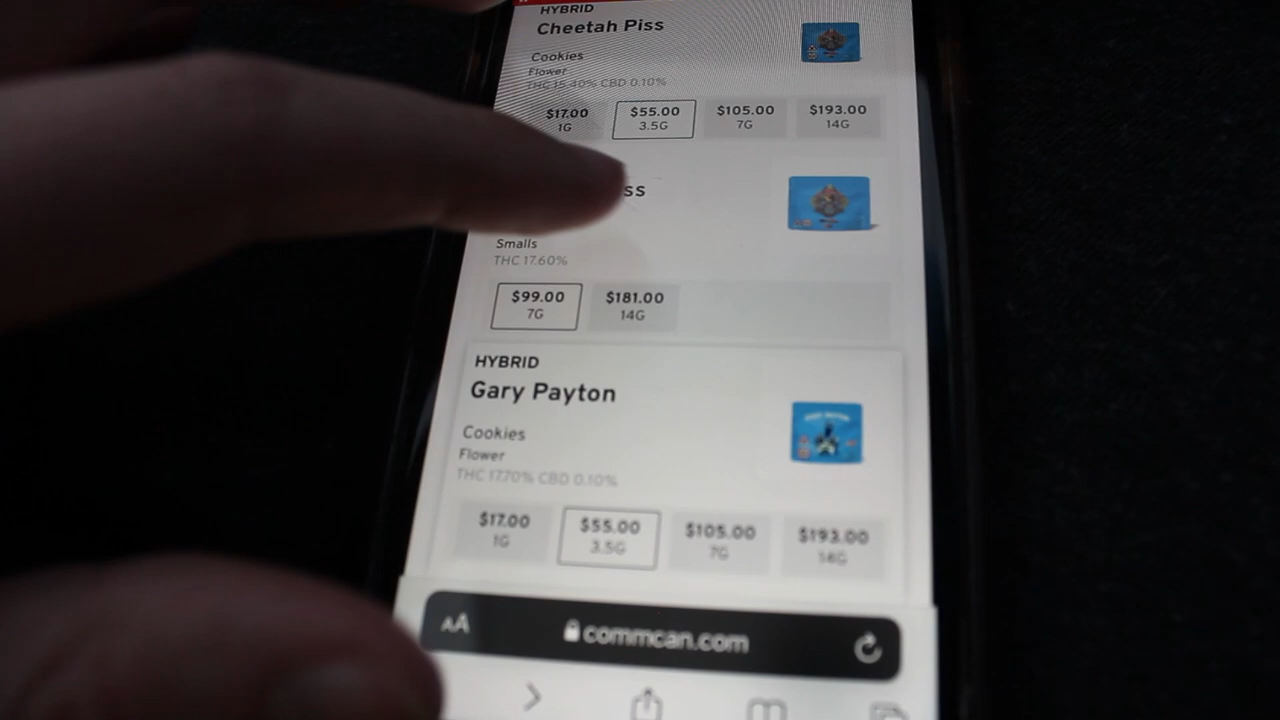 HYBRID
Cheetah Piss
Cookies
Flower
THC 15.40% CBD 0.10%
$17.00 $55.00 $105.00 $193.00
1G 3.5G 7G 14G
ss
Smalls
THC 17.60%
$99.00 $181.00
7G 14G
HYBRID
Gary Payton
Cookies
Flower
THC 17.70% CBD 0.10%
$17.00 $55.00 $105.00 $193.00
1G 3.5G 7G 14G
AA commcan.com